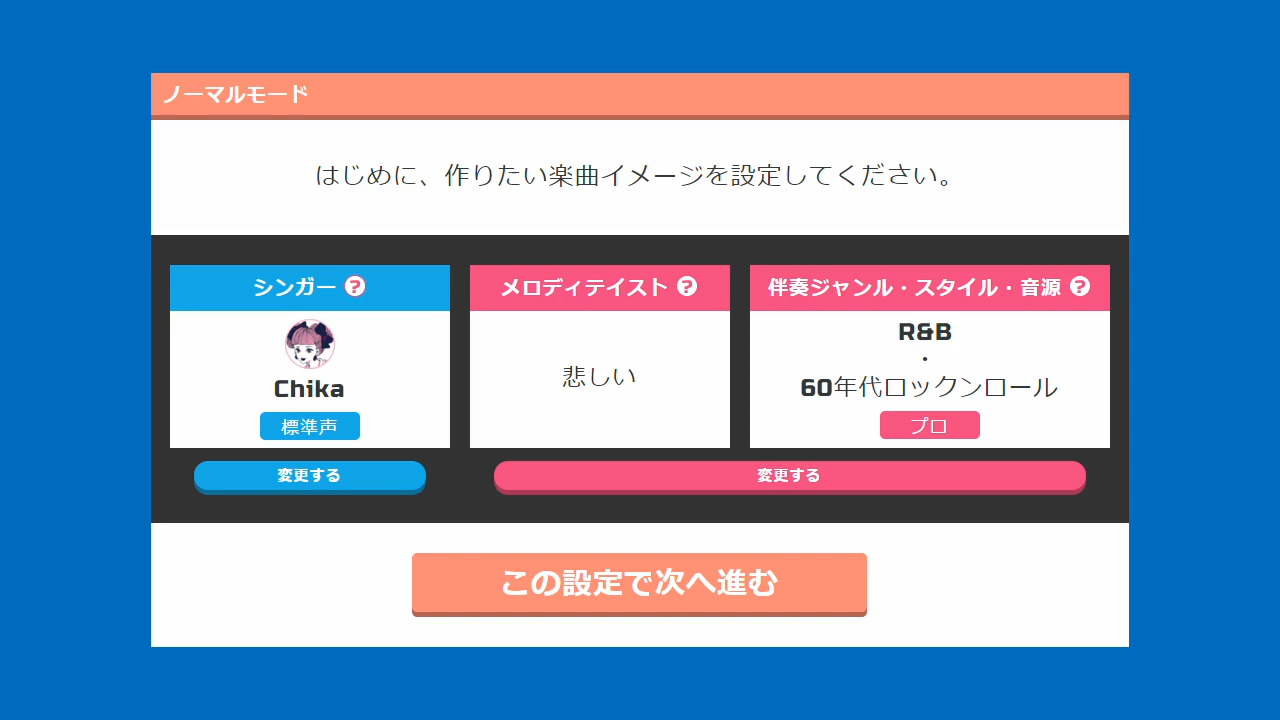 ノーマルモード
はじめに、作りたい楽曲イメージを設定してください。
シンガー ?
Chika
標準声
変更する
メロディテイスト ?
悲しい
伴奏ジャンル・スタイル・音源 ?
R&B
・
60年代ロックンロール
プロ
変更する
この設定で次へ進む